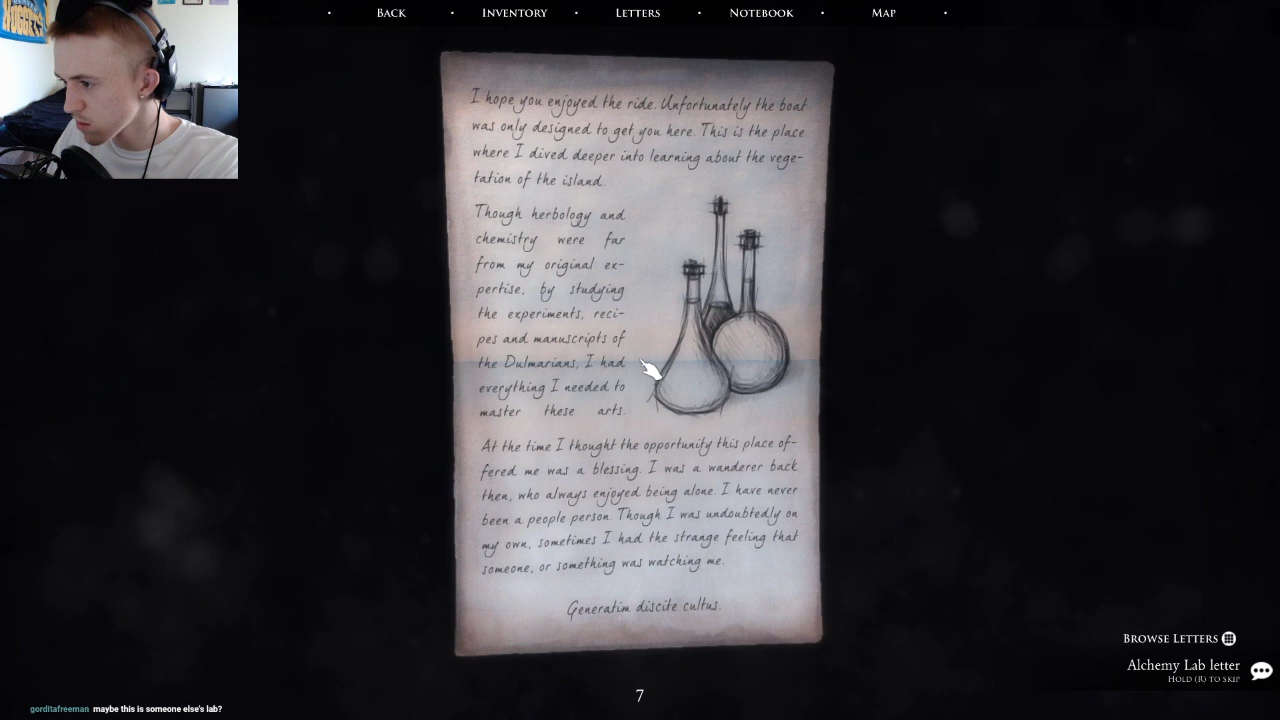 BACK
INVENTORY
LETTERS
NOTEBOOK
MAP
I hope you enjoyed the ride. Unfortunately the boat
was only designed to get you here. This is the place
where I dived deeper into learning about the vege-
tation of the island.
Though herbology and
chemistry were far
from my original ex-
pertise, by studying
the experiments, reci-
pes and manuscripts of
the Dulmarians, I had
everything I needed to
master these arts.
At the time I thought the opportunity this place of-
fered me was a blessing. I was a wanderer back
then, who always enjoyed being alone. I have never
been a people person. Though I was undoubtedly on
my own, sometimes I had the strange feeling that
someone, or something was watching me.
Generatim discite cultus.
BROWSE LETTERS
Alchemy Lab letter
HOLD (R) TO SKIP
7
gorditafreeman maybe this is someone else's lab?